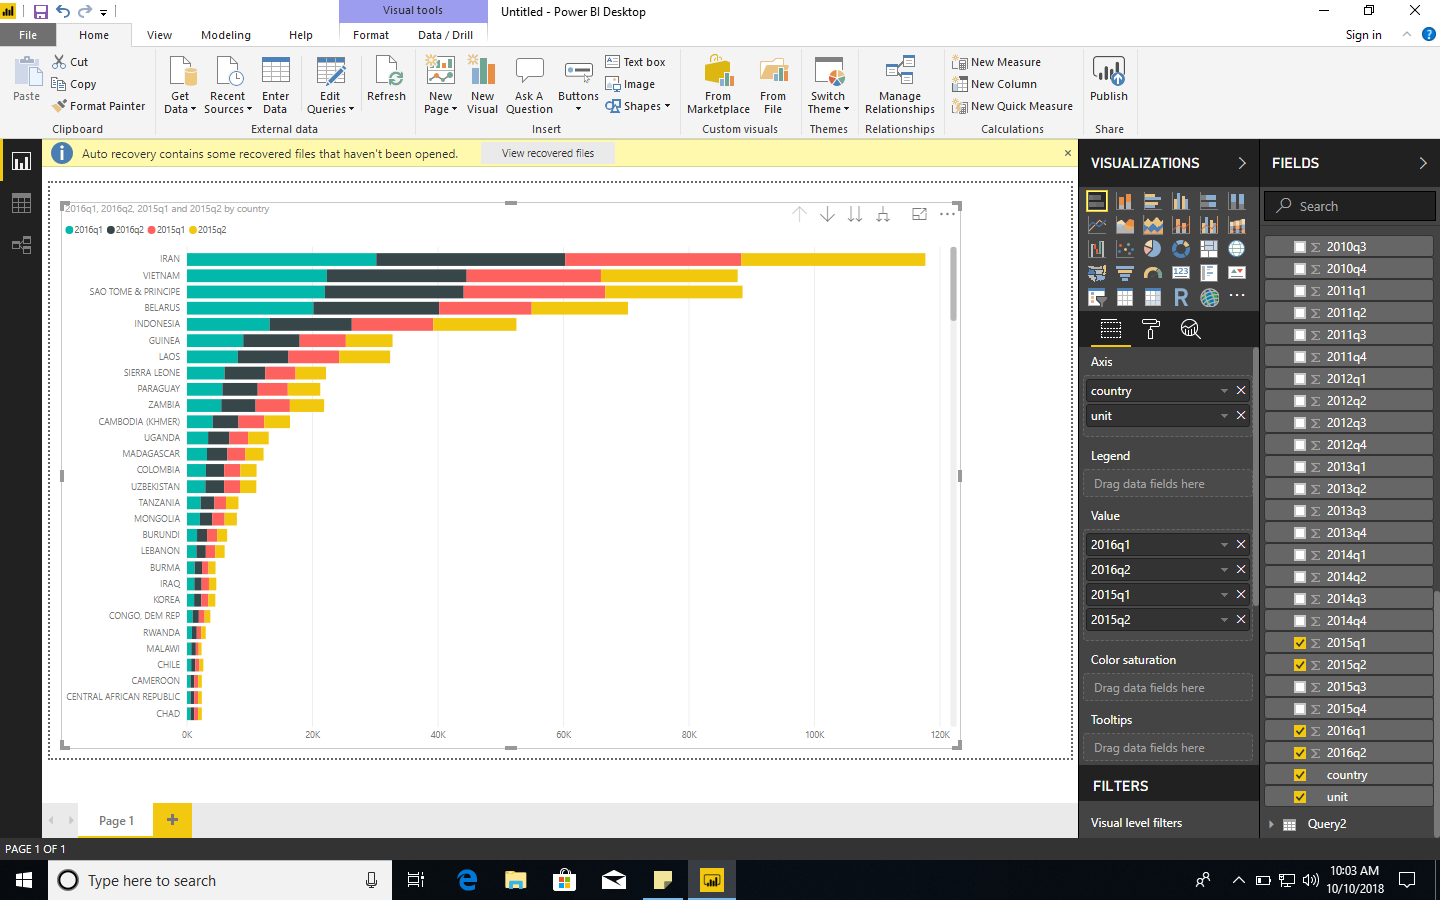 Visual tools
Untitled - Power BI Desktop
File Home View Modeling Help Format Data / Drill Sign in
Paste
Cut
Copy
Format Painter
Clipboard
Get Data
Recent Sources
Enter Data
Edit Queries
Refresh
External data
New Page
New Visual
Ask A Question
Buttons
Text box
Image
Shapes
Insert
From Marketplace
From File
Custom visuals
Switch Theme
Themes
Manage Relationships
Relationships
New Measure
New Column
New Quick Measure
Calculations
Publish
Share
Auto recovery contains some recovered files that haven't been opened. View recovered files
2016q1, 2016q2, 2015q1 and 2015q2 by country
2016q1 2016q2 2015q1 2015q2
IRAN
VIETNAM
SAO TOME & PRINCIPE
BELARUS
INDONESIA
GUINEA
LAOS
SIERRA LEONE
PARAGUAY
ZAMBIA
CAMBODIA (KHMER)
UGANDA
MADAGASCAR
COLOMBIA
UZBEKISTAN
TANZANIA
MONGOLIA
BURUNDI
LEBANON
BURMA
IRAQ
KOREA
CONGO, DEM REP
RWANDA
MALAWI
CHILE
CAMEROON
CENTRAL AFRICAN REPUBLIC
CHAD
0K 20K 40K 60K 80K 100K 120K
VISUALIZATIONS
123
R
Axis
country
unit
Legend
Drag data fields here
Value
2016q1
2016q2
2015q1
2015q2
Color saturation
Drag data fields here
Tooltips
Drag data fields here
FILTERS
Visual level filters
FIELDS
Search
2010q3
2010q4
2011q1
2011q2
2011q3
2011q4
2012q1
2012q2
2012q3
2012q4
2013q1
2013q2
2013q3
2013q4
2014q1
2014q2
2014q3
2014q4
2015q1
2015q2
2015q3
2015q4
2016q1
2016q2
country
unit
Query2
Page 1
PAGE 1 OF 1
Type here to search
10:03 AM
10/10/2018